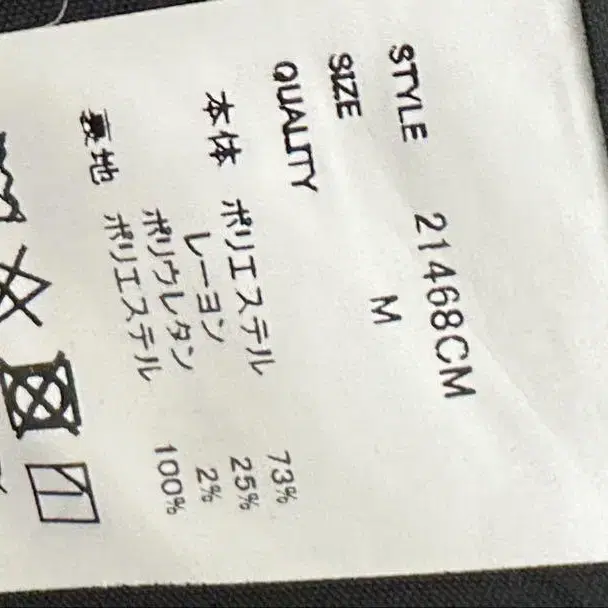 STYLE 21468CM
SIZE M
QUALITY
本体 ポリエステル 73%
レーヨン 25%
ポリウレタン 2%
裏地 ポリエステル 100%